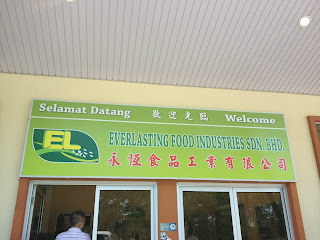 Selamat Datang 歡迎光臨 Welcome
EL
EVERLASTING FOOD INDUSTRIES SDN. BHD.
永恆食品工業有限公司